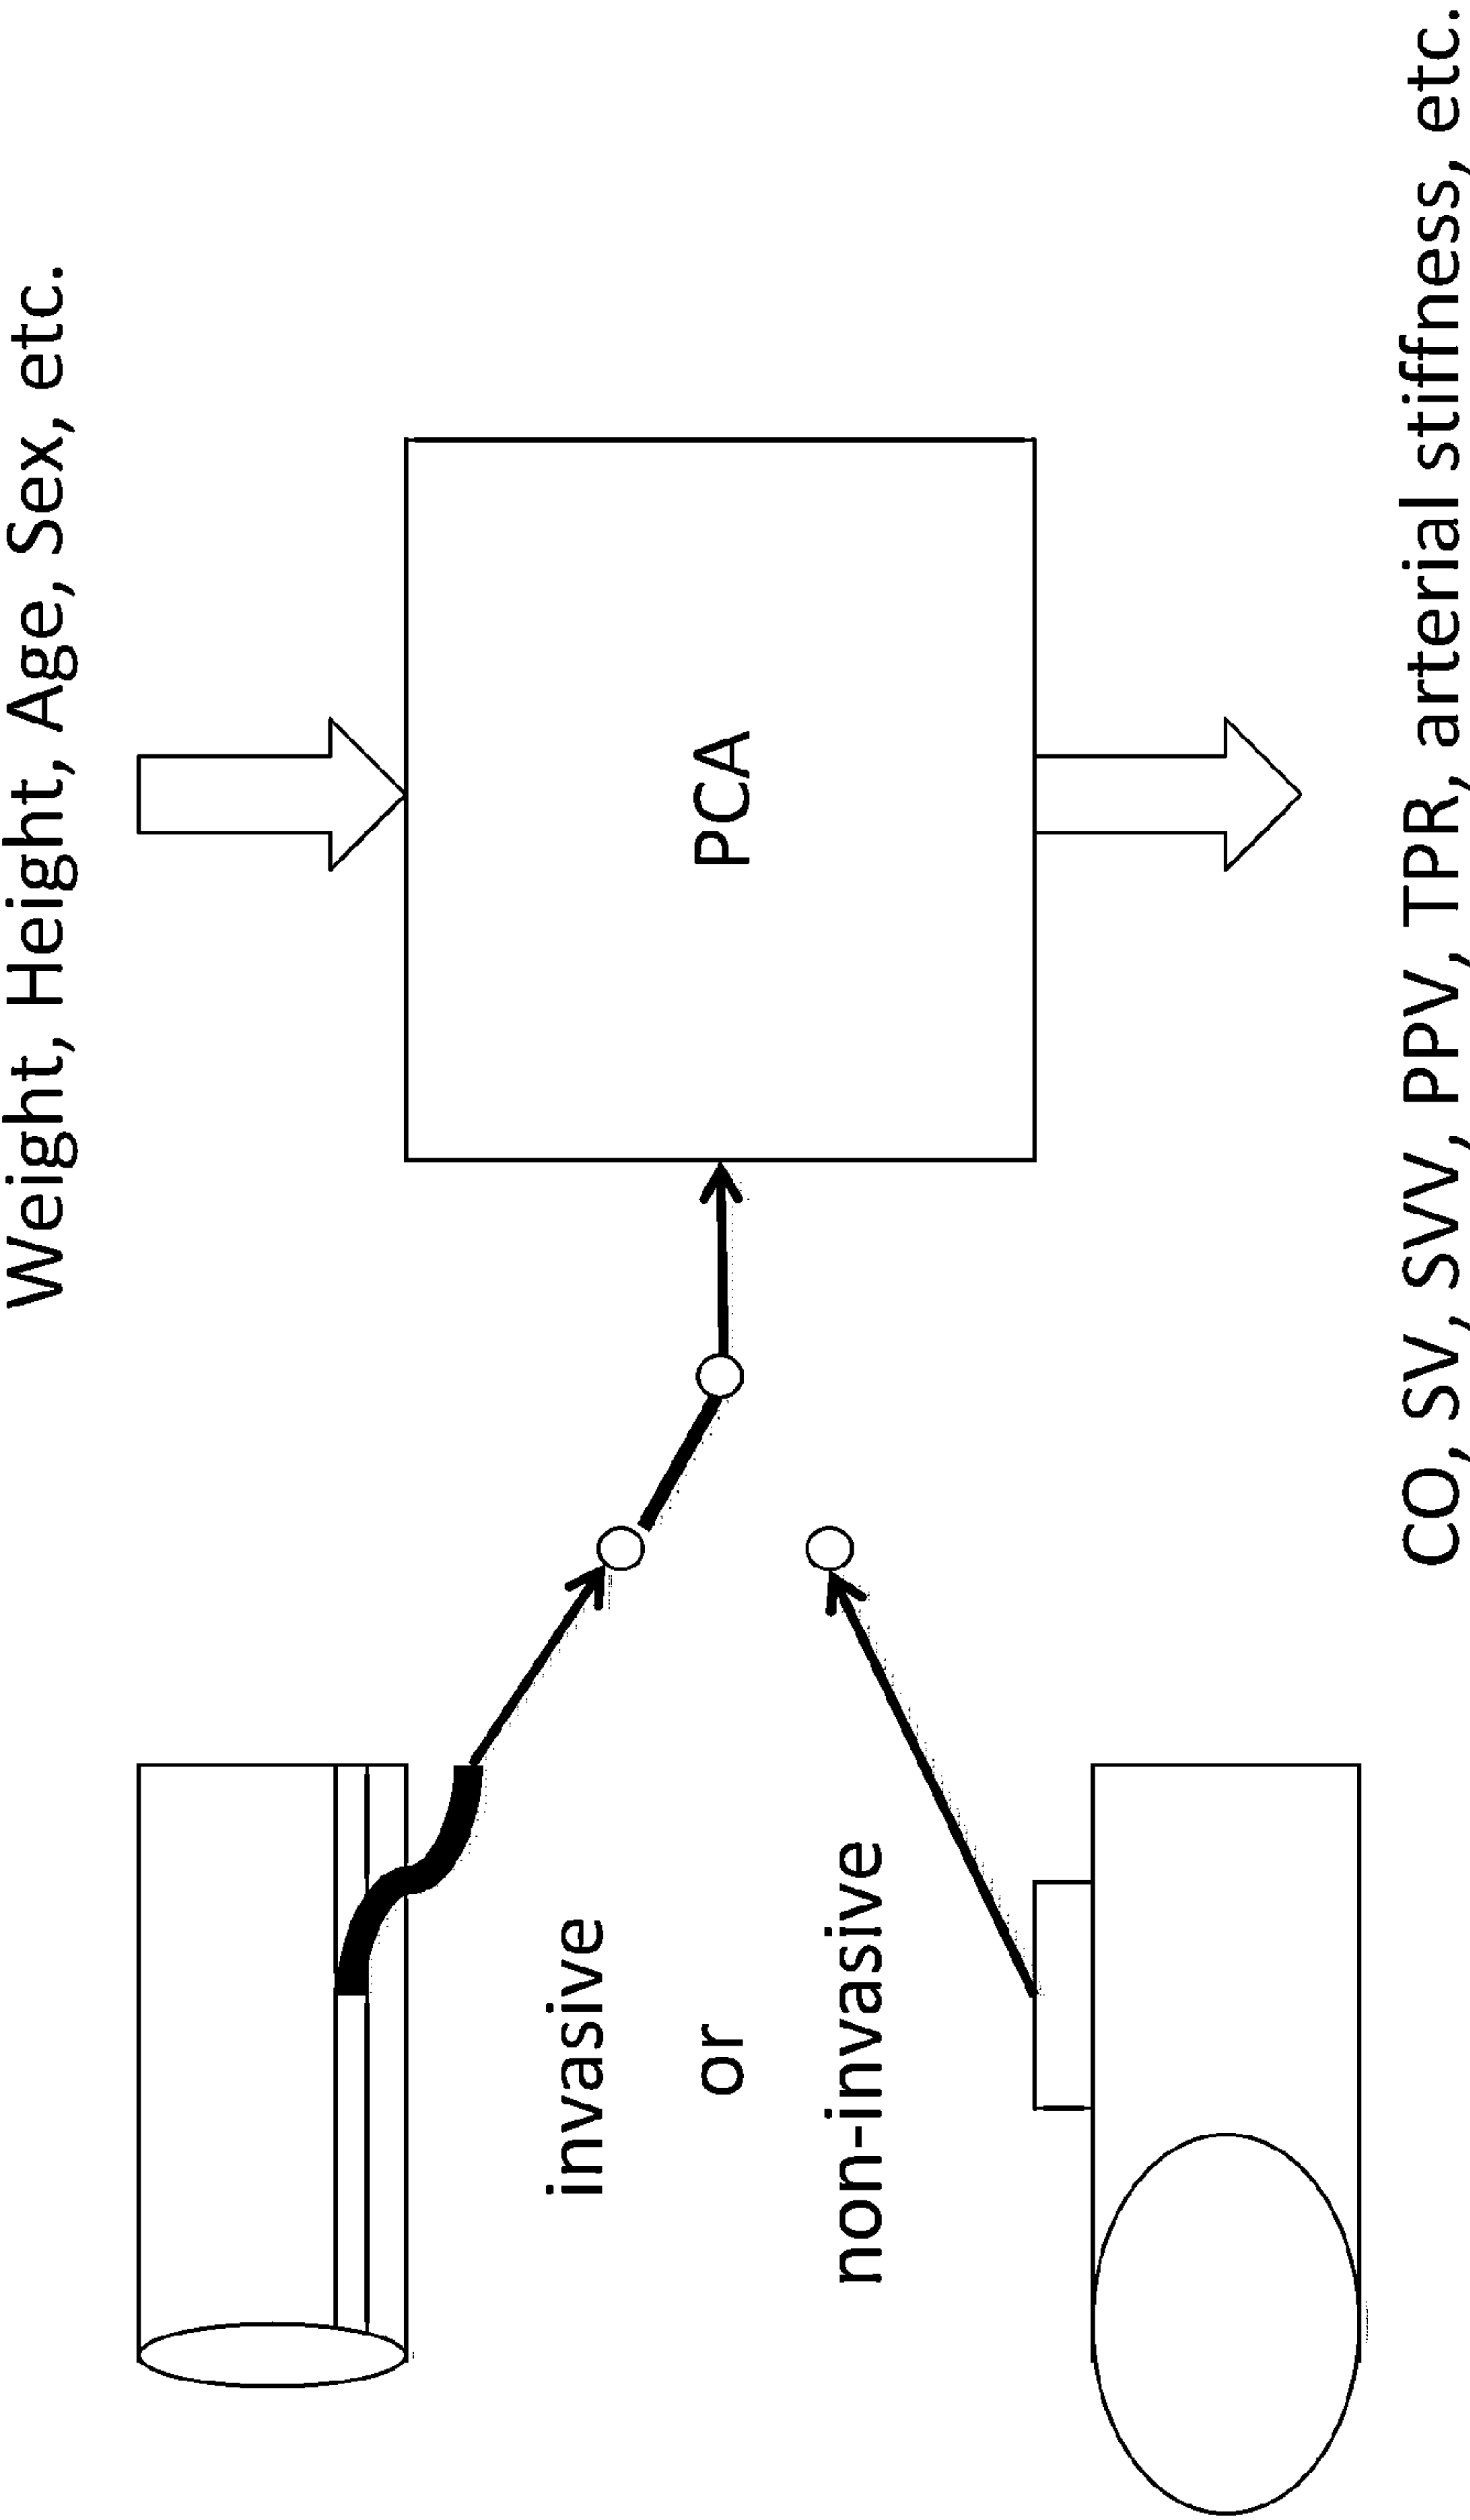 Weight, Height, Age, Sex, etc.
invasive
or
non-invasive
PCA
CO, SV, SVV, PPV, TPR, arterial stiffness, etc.